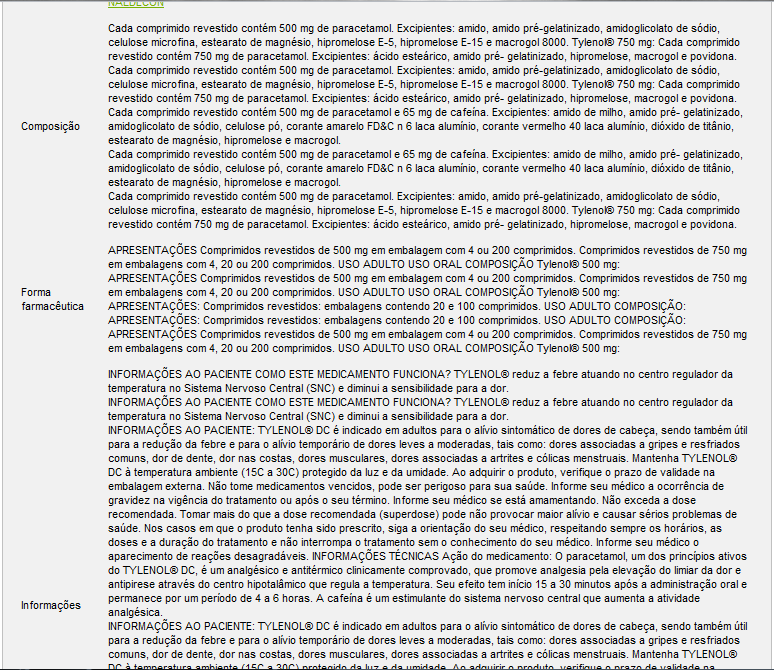 NALDECON
Cada comprimido revestido contém 500 mg de paracetamol. Excipientes: amido, amido pré-gelatinizado, amidoglicolato de sódio,
celulose microfina, estearato de magnésio, hipromelose E-5, hipromelose E-15 e macrogol 8000. Tylenol® 750 mg: Cada comprimido
revestido contém 750 mg de paracetamol. Excipientes: ácido esteárico, amido pré- gelatinizado, hipromelose, macrogol e povidona.
Cada comprimido revestido contém 500 mg de paracetamol. Excipientes: amido, amido pré-gelatinizado, amidoglicolato de sódio,
celulose microfina, estearato de magnésio, hipromelose E-5, hipromelose E-15 e macrogol 8000. Tylenol® 750 mg: Cada comprimido
revestido contém 750 mg de paracetamol. Excipientes: ácido esteárico, amido pré- gelatinizado, hipromelose, macrogol e povidona.
Cada comprimido revestido contém 500 mg de paracetamol e 65 mg de cafeína. Excipientes: amido de milho, amido pré- gelatinizado,
Composição
amidoglicolato de sódio, celulose pó, corante amarelo FD&C n 6 laca alumínio, corante vermelho 40 laca alumínio, dióxido de titânio,
estearato de magnésio, hipromelose e macrogol.
Cada comprimido revestido contém 500 mg de paracetamol e 65 mg de cafeína. Excipientes: amido de milho, amido pré- gelatinizado,
amidoglicolato de sódio, celulose pó, corante amarelo FD&C n 6 laca alumínio, corante vermelho 40 laca alumínio, dióxido de titânio,
estearato de magnésio, hipromelose e macrogol.
Cada comprimido revestido contém 500 mg de paracetamol. Excipientes: amido, amido pré-gelatinizado, amidoglicolato de sódio,
celulose microfina, estearato de magnésio, hipromelose E-5, hipromelose E-15 e macrogol 8000. Tylenol® 750 mg: Cada comprimido
revestido contém 750 mg de paracetamol. Excipientes: ácido esteárico, amido pré- gelatinizado, hipromelose, macrogol e povidona.
APRESENTAÇÕES Comprimidos revestidos de 500 mg em embalagem com 4 ou 200 comprimidos. Comprimidos revestidos de 750 mg
em embalagens com 4, 20 ou 200 comprimidos. USO ADULTO USO ORAL COMPOSIÇÃO Tylenol® 500 mg:
APRESENTAÇÕES Comprimidos revestidos de 500 mg em embalagem com 4 ou 200 comprimidos. Comprimidos revestidos de 750 mg
Forma
farmacêutica
em embalagens com 4, 20 ou 200 comprimidos. USO ADULTO USO ORAL COMPOSIÇÃO Tylenol® 500 mg:
APRESENTAÇÕES: Comprimidos revestidos: embalagens contendo 20 e 100 comprimidos. USO ADULTO COMPOSIÇÃO:
APRESENTAÇÕES: Comprimidos revestidos: embalagens contendo 20 e 100 comprimidos. USO ADULTO COMPOSIÇÃO:
APRESENTAÇÕES Comprimidos revestidos de 500 mg em embalagem com 4 ou 200 comprimidos. Comprimidos revestidos de 750 mg
em embalagens com 4, 20 ou 200 comprimidos. USO ADULTO USO ORAL COMPOSIÇÃO Tylenol® 500 mg:
INFORMAÇÕES AO PACIENTE COMO ESTE MEDICAMENTO FUNCIONA? TYLENOL® reduz a febre atuando no centro regulador da
temperatura no Sistema Nervoso Central (SNC) e diminui a sensibilidade para a dor.
INFORMAÇÕES AO PACIENTE COMO ESTE MEDICAMENTO FUNCIONA? TYLENOL® reduz a febre atuando no centro regulador da
temperatura no Sistema Nervoso Central (SNC) e diminui a sensibilidade para a dor.
INFORMAÇÕES AO PACIENTE: TYLENOL® DC é indicado em adultos para o alívio sintomático de dores de cabeça, sendo também útil
para a redução da febre e para o alívio temporário de dores leves a moderadas, tais como: dores associadas a gripes e resfriados
comuns, dor de dente, dor nas costas, dores musculares, dores associadas a artrites e cólicas menstruais. Mantenha TYLENOL®
DC à temperatura ambiente (15C a 30C) protegido da luz e da umidade. Ao adquirir o produto, verifique o prazo de validade na
embalagem externa. Não tome medicamentos vencidos, pode ser perigoso para sua saúde. Informe seu médico a ocorrência de
gravidez na vigência do tratamento ou após o seu término. Informe seu médico se está amamentando. Não exceda a dose
recomendada. Tomar mais do que a dose recomendada (superdose) pode não provocar maior alívio e causar sérios problemas de
saúde. Nos casos em que o produto tenha sido prescrito, siga a orientação do seu médico, respeitando sempre os horários, as
doses e a duração do tratamento e não interrompa o tratamento sem o conhecimento do seu médico. Informe seu médico o
aparecimento de reações desagradáveis. INFORMAÇÕES TÉCNICAS Ação do medicamento: O paracetamol, um dos princípios ativos
do TYLENOL® DC, é um analgésico e antitérmico clinicamente comprovado, que promove analgesia pela elevação do limiar da dor e
antipirese através do centro hipotalâmico que regula a temperatura. Seu efeito tem início 15 a 30 minutos após a administração oral e
permanece por um período de 4 a 6 horas. A cafeína é um estimulante do sistema nervoso central que aumenta a atividade
Informações
analgésica.
INFORMAÇÕES AO PACIENTE: TYLENOL® DC é indicado em adultos para o alívio sintomático de dores de cabeça, sendo também útil
para a redução da febre e para o alívio temporário de dores leves a moderadas, tais como: dores associadas a gripes e resfriados
comuns, dor de dente, dor nas costas, dores musculares, dores associadas a artrites e cólicas menstruais. Mantenha TYLENOL®
DC à temperatura ambiente (15C a 30C) protegido da luz e da umidade. Ao adquirir o produto, verifique o prazo de validade na